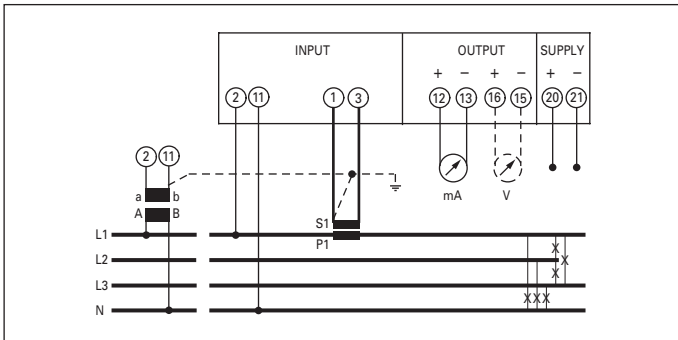 INPUT OUTPUT SUPPLY
+ − + − + −
2 11 1 3 12 13 16 15 20 21
2 11
mA V
a b
A B
S1
P1
L1
L2
L3
N
X
X
X
X X X